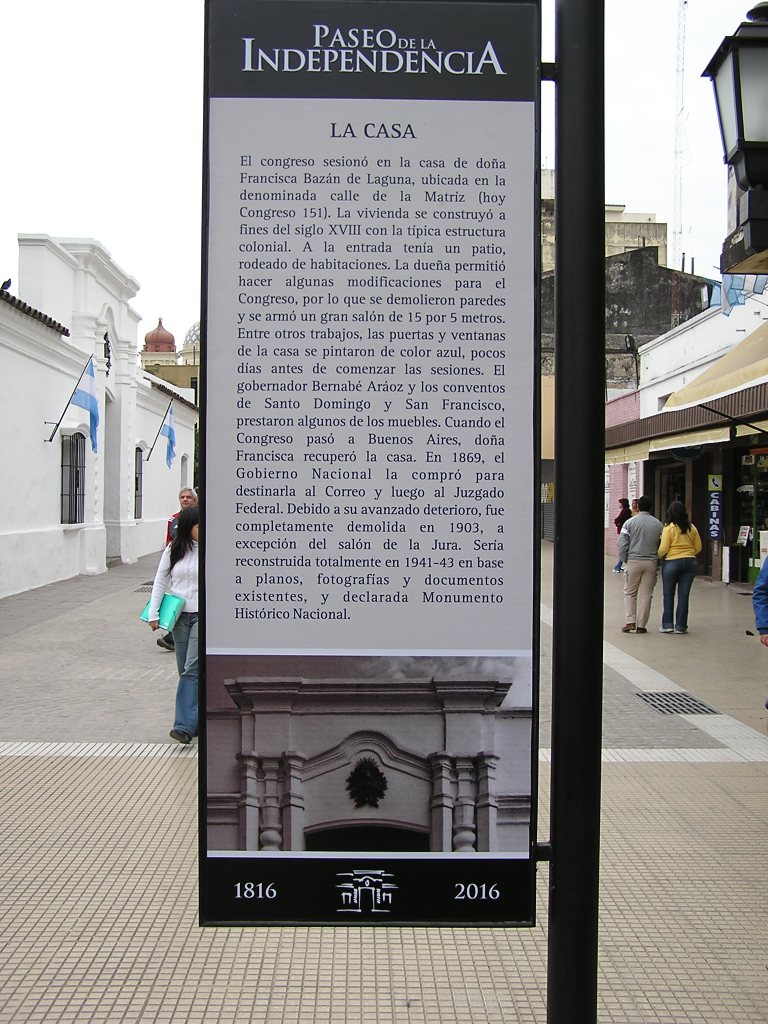 PASEO DE LA
INDEPENDENCIA
LA CASA
El congreso sesionó en la casa de doña
Francisca Bazán de Laguna, ubicada en la
denominada calle de la Matríz (hoy
Congreso 151). La vivienda se construyó a
fines del siglo XVIII con la típica estructura
colonial. A la entrada tenía un patio,
rodeado de habitaciones. La dueña permitió
hacer algunas modificaciones para el
Congreso, por lo que se demolieron paredes
y se armó un gran salón de 15 por 5 metros.
Entre otros trabajos, las puertas y ventanas
de la casa se pintaron de color azul, pocos
días antes de comenzar las sesiones. El
gobernador Bernabé Aráoz y los conventos
de Santo Domingo y San Francisco,
prestaron algunos de los muebles. Cuando el
Congreso pasó a Buenos Aires, doña
Francisca recuperó la casa. En 1869, el
Gobierno Nacional la compró para
destinarla al Correo y luego al Juzgado
Federal. Debido a su avanzado deterioro, fue
completamente demolida en 1903, a
excepción del salón de la Jura. Sería
reconstruida totalmente en 1941-43 en base
a planos, fotografías y documentos
existentes, y declarada Monumento
Histórico Nacional.
1816 2016
CABINAS